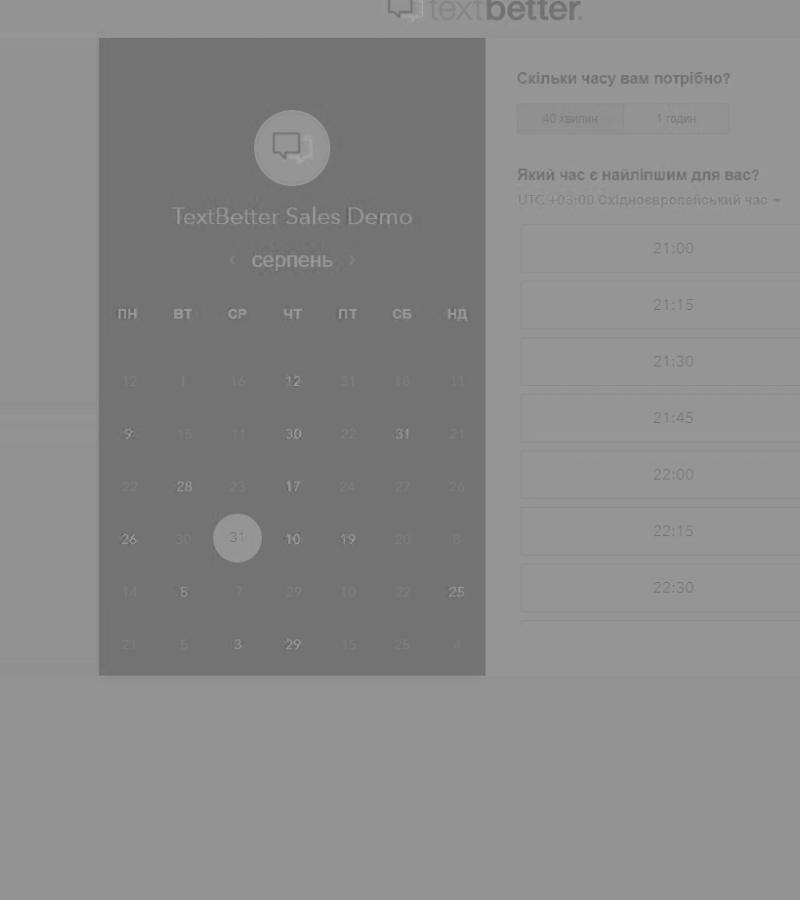 textbetter.
TextBetter Sales Demo
‹ серпень ›
ПН ВТ СР ЧТ ПТ СБ НД
12 1 16 12 31 18 11
9 15 11 30 22 31 21
22 28 23 17 24 27 26
26 30 31 10 19 20 8
14 5 7 29 10 22 25
21 5 3 29 15 25 4
Скільки часу вам потрібно?
40 хвилин 1 годин
Який час є найліпшим для вас?
UTC +03:00 Східноєвропейський час
21:00
21:15
21:30
21:45
22:00
22:15
22:30